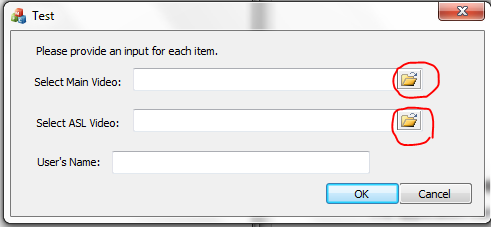 Test
Please provide an input for each item.
Select Main Video:
Select ASL Video:
User's Name:
OK Cancel